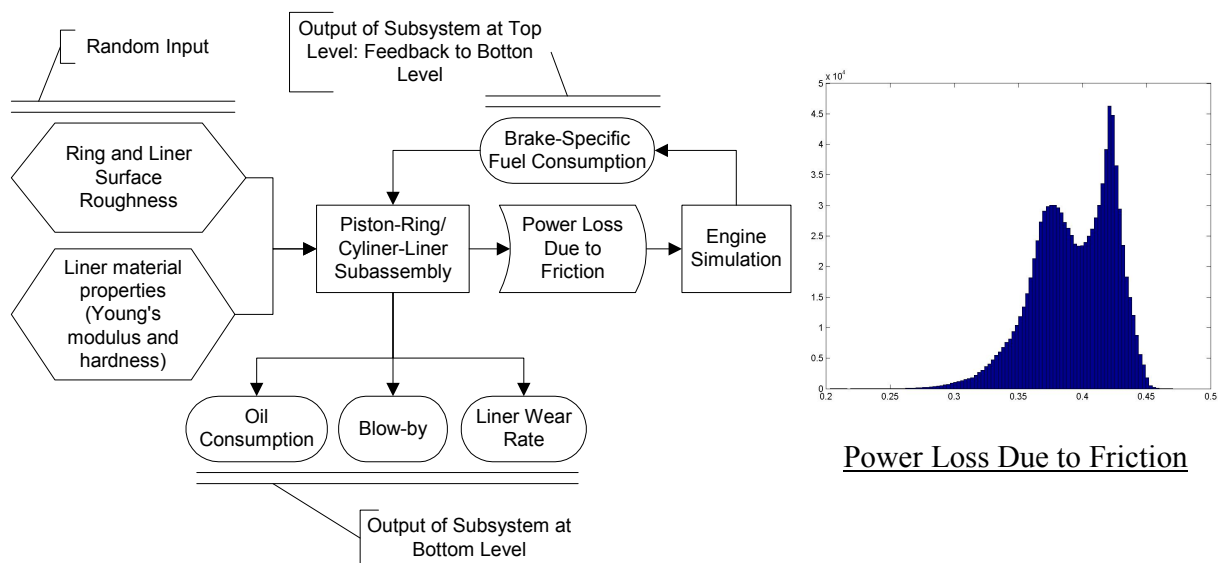 Random Input
Output of Subsystem at Top
Level: Feedback to Botton
Level
Ring and Liner
Surface
Roughness
Liner material
properties
(Young's
modulus and
hardness)
Brake-Specific
Fuel Consumption
Piston-Ring/
Cyliner-Liner
Subassembly
Power Loss
Due to
Friction
Engine
Simulation
Oil
Consumption
Blow-by
Liner Wear
Rate
Output of Subsystem at
Bottom Level
x 10⁴
5
4.5
4
3.5
3
2.5
2
1.5
1
0.5
0
0.2 0.25 0.3 0.35 0.4 0.45 0.5
Power Loss Due to Friction